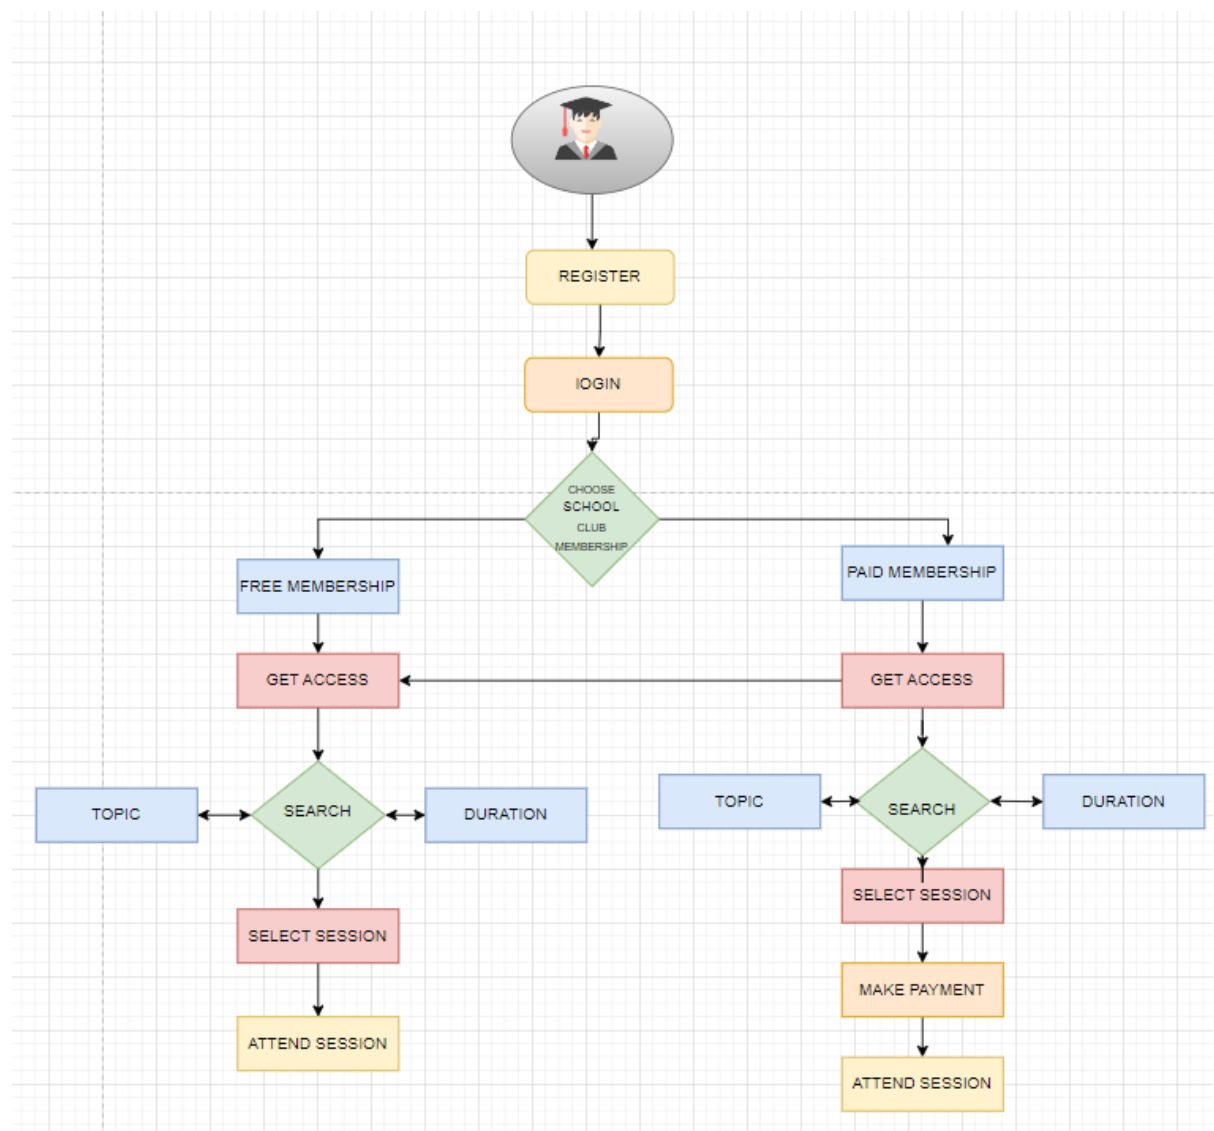 REGISTER
lOGIN
CHOOSE
SCHOOL
CLUB
MEMBERSHIP
FREE MEMBERSHIP
PAID MEMBERSHIP
GET ACCESS
GET ACCESS
TOPIC
SEARCH
DURATION
TOPIC
SEARCH
DURATION
SELECT SESSION
SELECT SESSION
MAKE PAYMENT
ATTEND SESSION
ATTEND SESSION